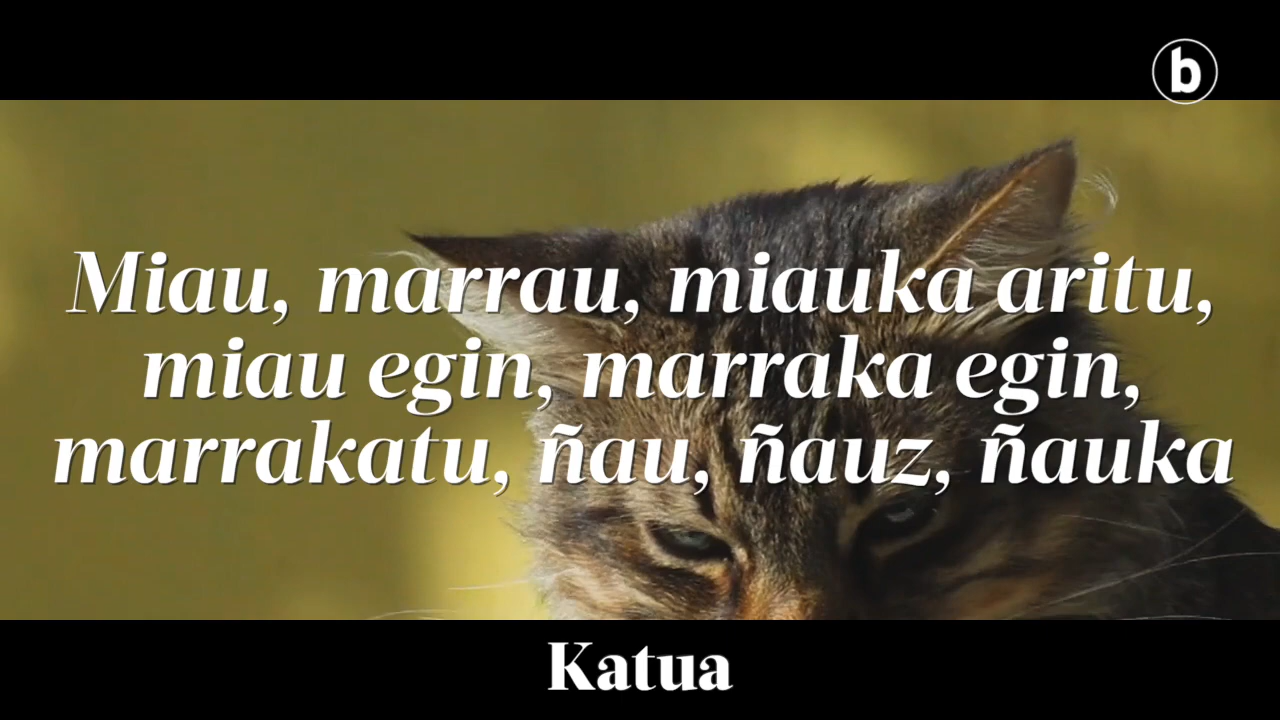 b
Miau, marrau, miauka aritu,
miau egin, marraka egin,
marrakatu, ñau, ñauz, ñauka
Katua